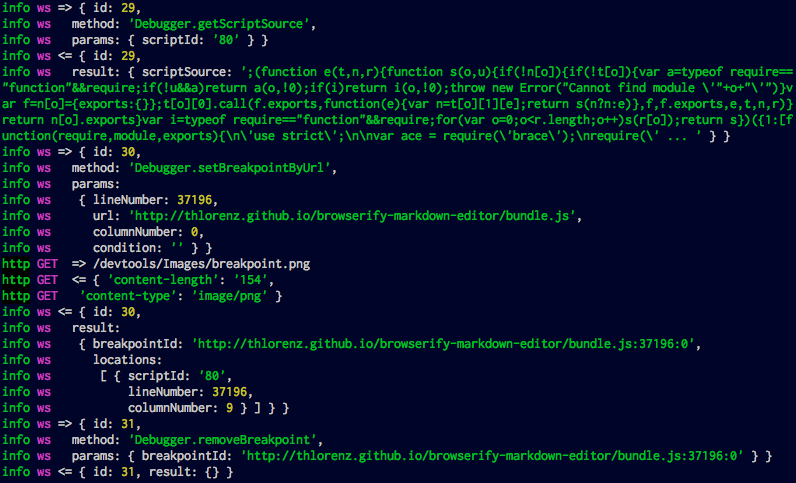 info ws => { id: 29,
info ws   method: 'Debugger.getScriptSource',
info ws   params: { scriptId: '80' } }
info ws <= { id: 29,
info ws   result: { scriptSource: ';(function e(t,n,r){function s(o,u){if(!n[o]){if(!t[o]){var a=typeof require==
"function"&&require;if(!u&&a)return a(o,!0);if(i)return i(o,!0);throw new Error("Cannot find module \'"+o+"\'")}v
ar f=n[o]={exports:{}};t[o][0].call(f.exports,function(e){var n=t[o][1][e];return s(n?n:e)},f,f.exports,e,t,n,r)}
return n[o].exports}var i=typeof require=="function"&&require;for(var o=0;o<r.length;o++)s(r[o]);return s})({1:[f
unction(require,module,exports){\n\'use strict\';\n\nvar ace = require(\'brace\');\nrequire(\' ... ' } }
info ws => { id: 30,
info ws   method: 'Debugger.setBreakpointByUrl',
info ws   params:
info ws    { lineNumber: 37196,
info ws      url: 'http://thlorenz.github.io/browserify-markdown-editor/bundle.js',
info ws      columnNumber: 0,
info ws      condition: '' } }
http GET  => /devtools/Images/breakpoint.png
http GET  <= { 'content-length': '154',
http GET   'content-type': 'image/png' }
info ws <= { id: 30,
info ws   result:
info ws    { breakpointId: 'http://thlorenz.github.io/browserify-markdown-editor/bundle.js:37196:0',
info ws      locations:
info ws       [ { scriptId: '80',
info ws           lineNumber: 37196,
info ws           columnNumber: 9 } ] } }
info ws => { id: 31,
info ws   method: 'Debugger.removeBreakpoint',
info ws   params: { breakpointId: 'http://thlorenz.github.io/browserify-markdown-editor/bundle.js:37196:0' } }
info ws <= { id: 31, result: {} }